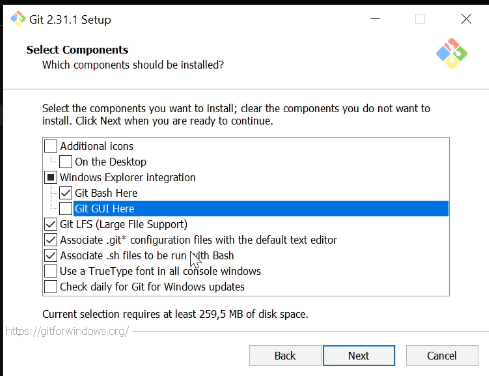 Git 2.31.1 Setup
Select Components
Which components should be installed?
Select the components you want to install; clear the components you do not want to
install. Click Next when you are ready to continue.
Additional icons
On the Desktop
Windows Explorer integration
Git Bash Here
Git GUI Here
Git LFS (Large File Support)
Associate .git* configuration files with the default text editor
Associate .sh files to be run with Bash
Use a TrueType font in all console windows
Check daily for Git for Windows updates
Current selection requires at least 259,5 MB of disk space.
https://gitforwindows.org/
Back
Next
Cancel